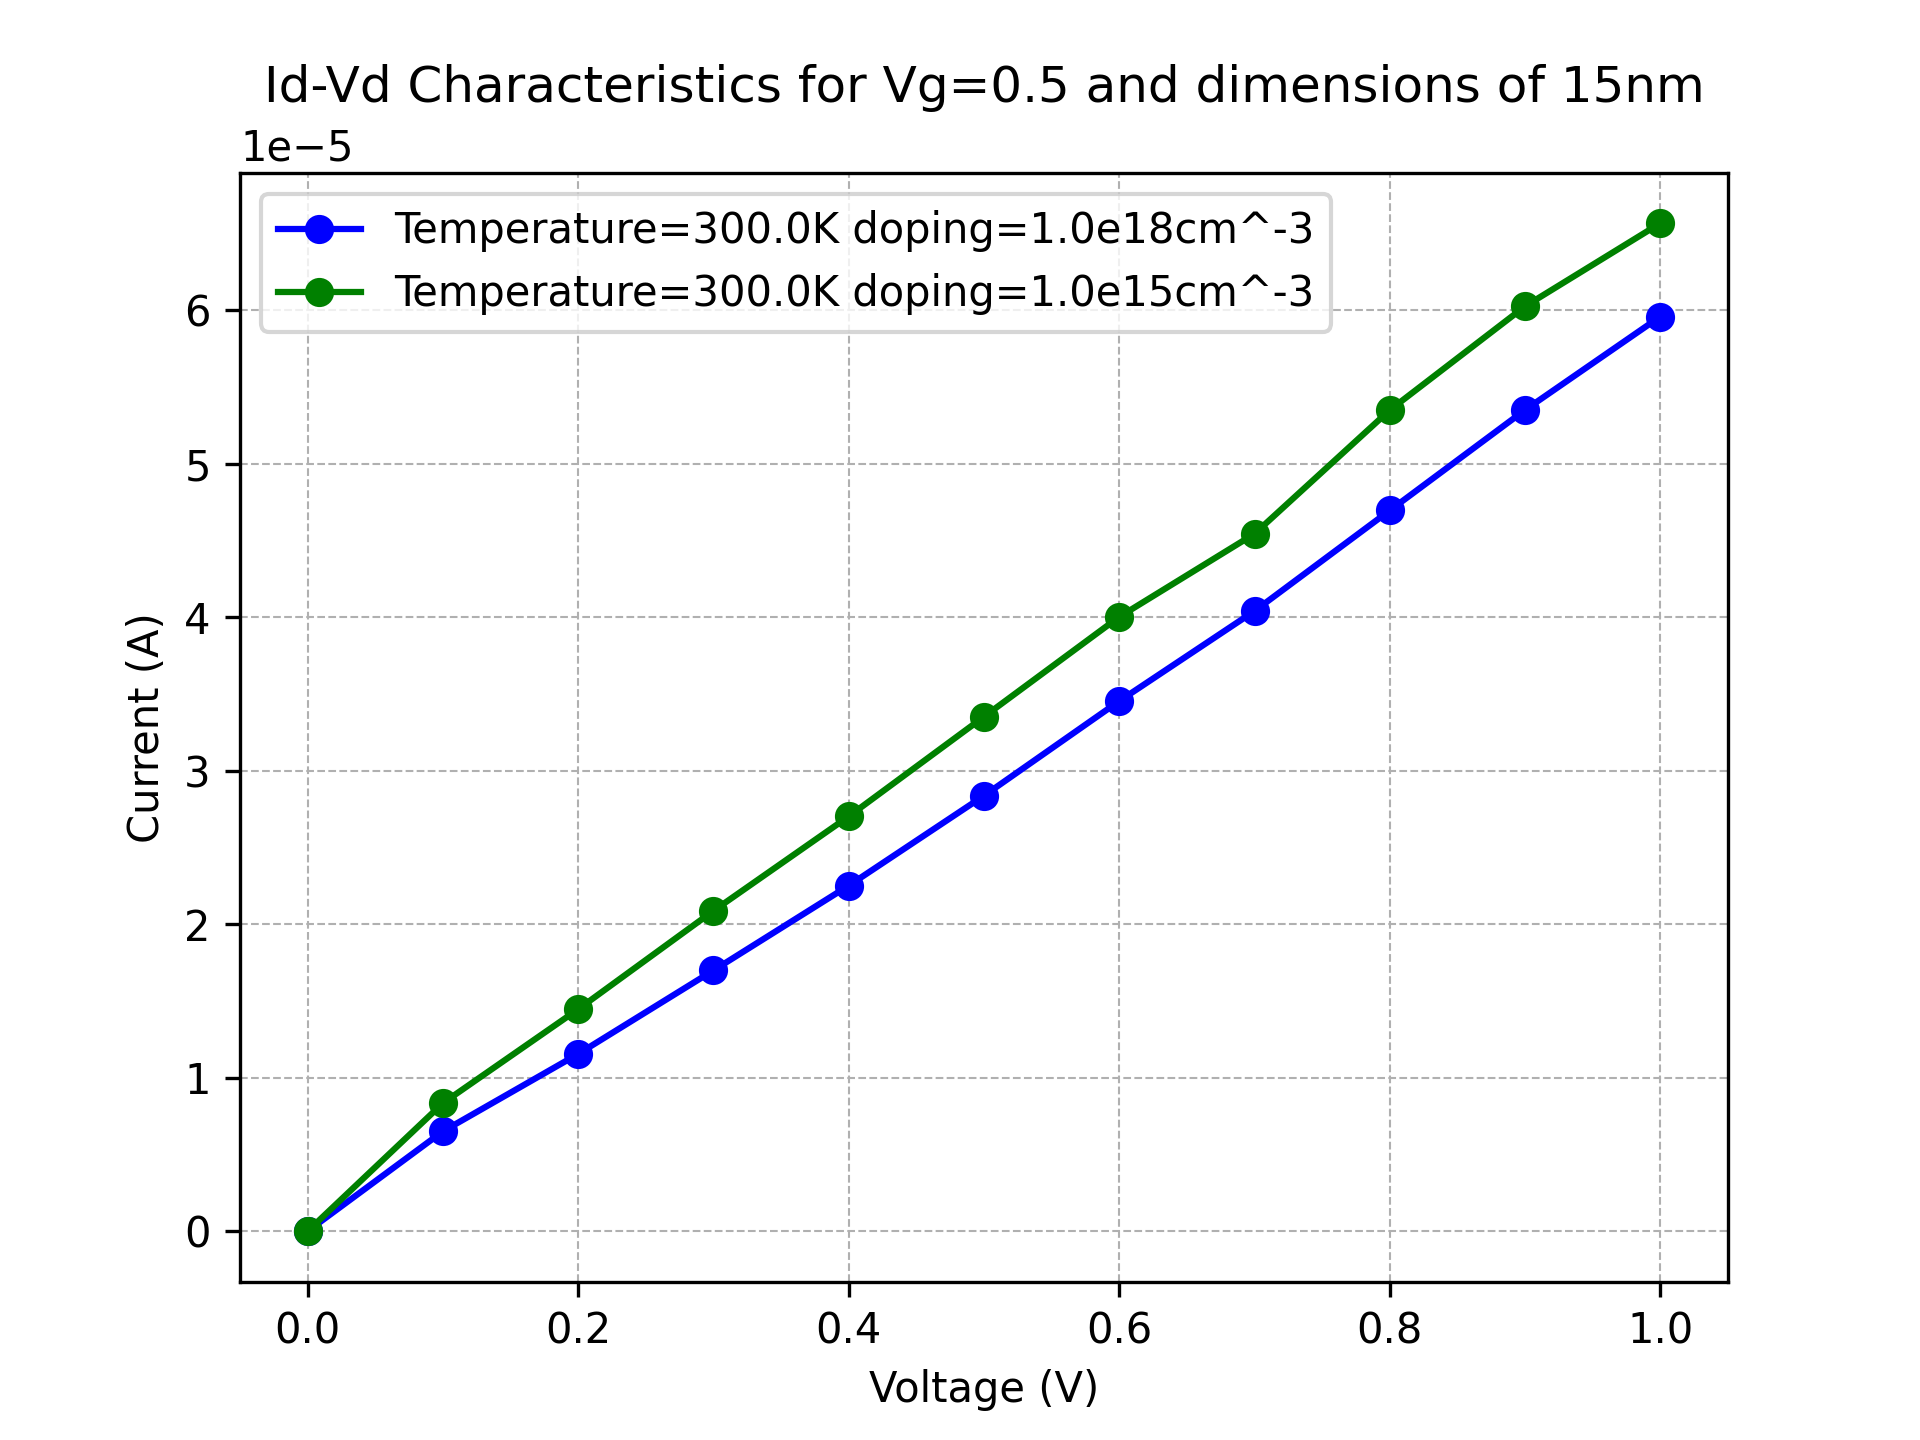 Id-Vd Characteristics for Vg=0.5 and dimensions of 15nm
1e−5
Temperature=300.0K doping=1.0e18cm^-3
Temperature=300.0K doping=1.0e15cm^-3
6
5
4
3
2
1
0
Current (A)
0.0 0.2 0.4 0.6 0.8 1.0
Voltage (V)